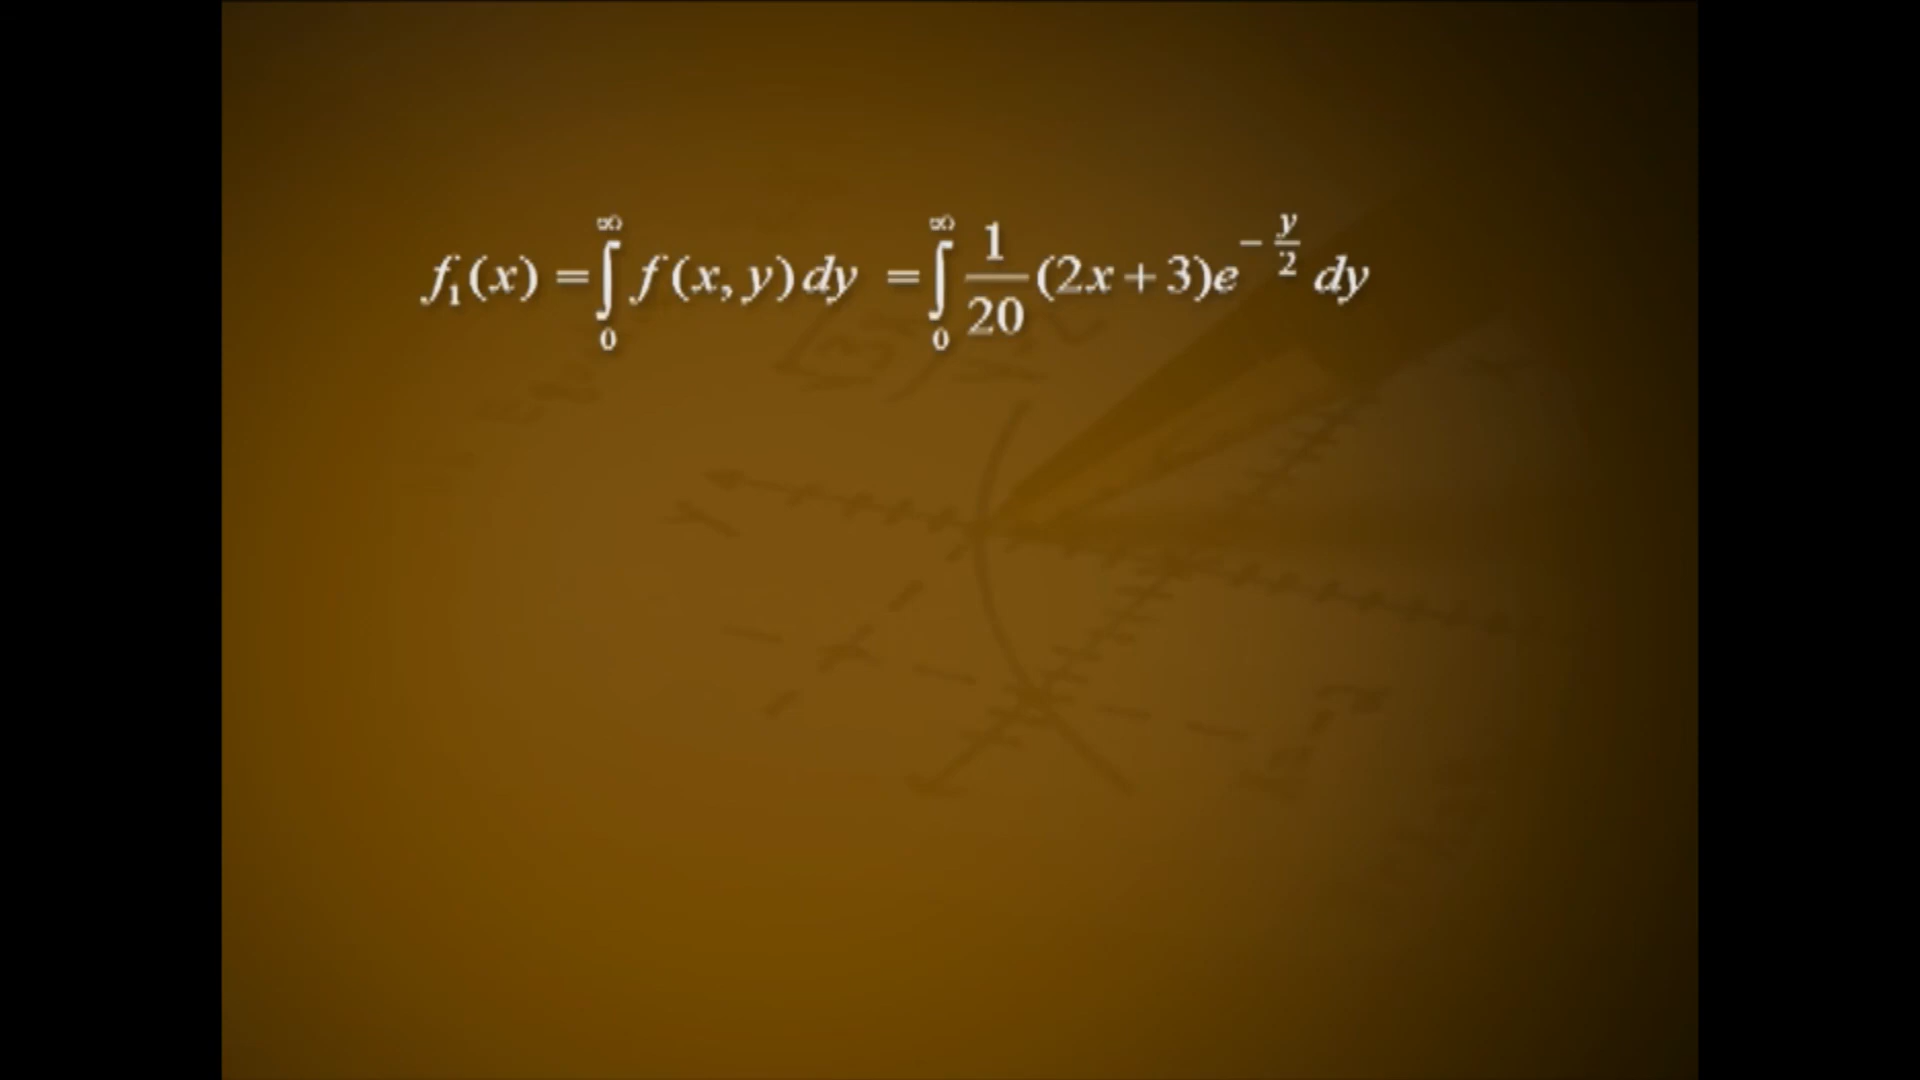 f₁(x) = ∫₀^∞ f(x, y) dy = ∫₀^∞ 1/20 (2x+3)e^(−y/2) dy